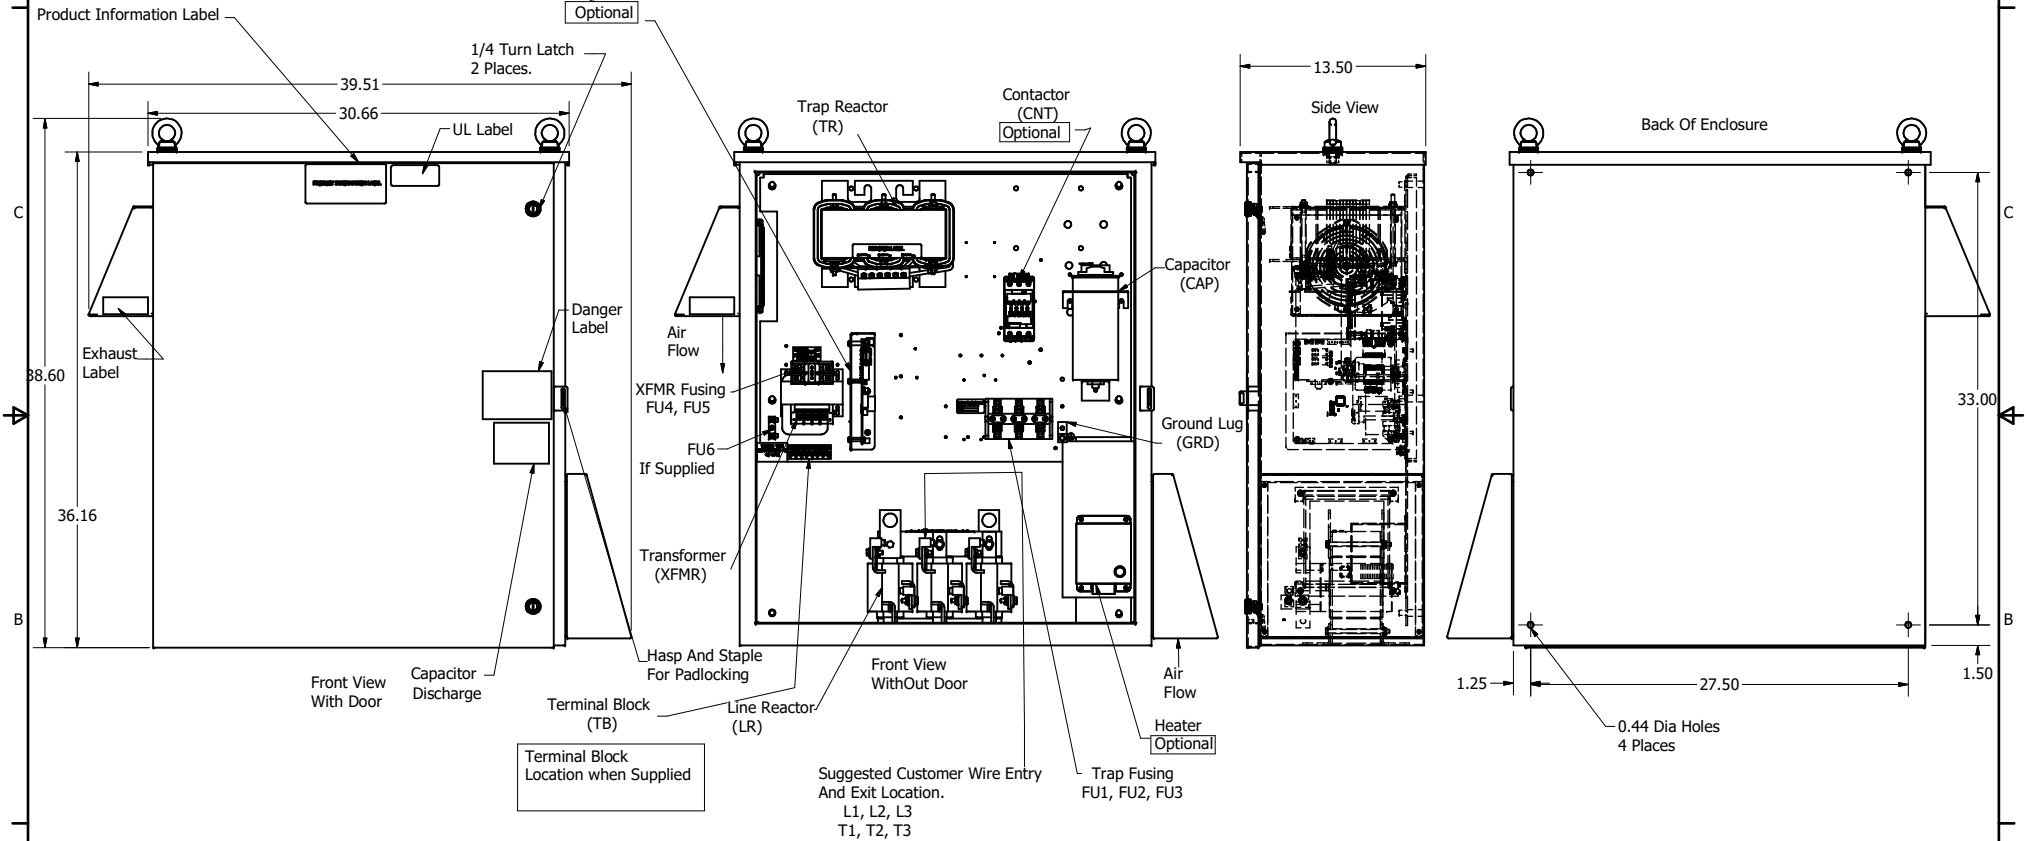 Product Information Label
Optional
1/4 Turn Latch
2 Places.
39.51
30.66
UL Label
Trap Reactor
(TR)
Contactor
(CNT)
Optional
13.50
Side View
Back Of Enclosure
C
C
Capacitor
(CAP)
Danger
Label
Air
Flow
Exhaust
Label
38.60
XFMR Fusing
FU4, FU5
33.00
Ground Lug
(GRD)
FU6
If Supplied
36.16
Transformer
(XFMR)
B
B
Hasp And Staple
For Padlocking
Capacitor
Discharge
Front View
With Door
Front View
WithOut Door
Air
Flow
1.25
27.50
1.50
Terminal Block
(TB)
Line Reactor
(LR)
Heater
Optional
0.44 Dia Holes
4 Places
Terminal Block
Location when Supplied
Suggested Customer Wire Entry
And Exit Location.
L1, L2, L3
T1, T2, T3
Trap Fusing
FU1, FU2, FU3